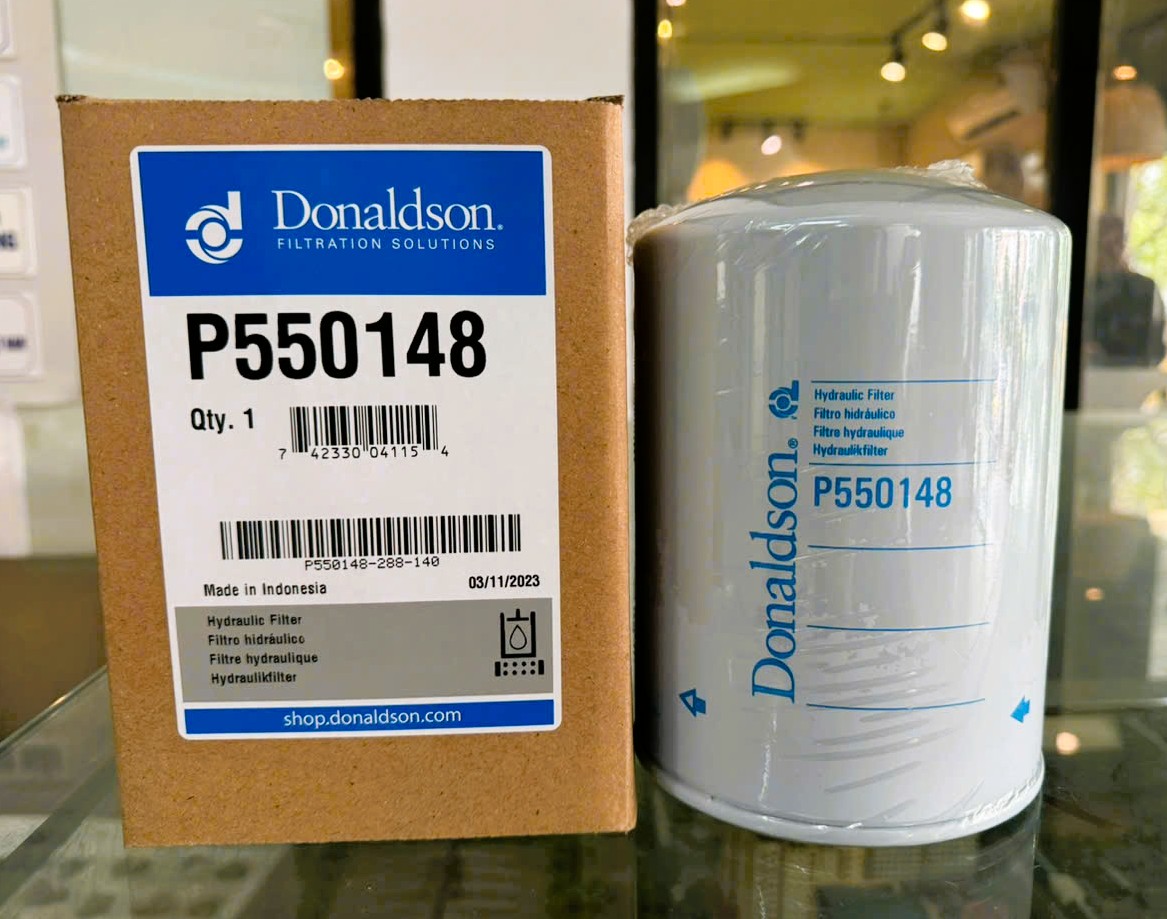 Donaldson®
FILTRATION SOLUTIONS
P550148
Qty. 1
7 42330 04115 4
P550148-288-140
Made in Indonesia
03/11/2023
Hydraulic Filter
Filtro hidráulico
Filtre hydraulique
Hydraulikfilter
shop.donaldson.com
Donaldson®
Hydraulic Filter
Filtro hidráulico
Filtre hydraulique
Hydraulikfilter
P550148